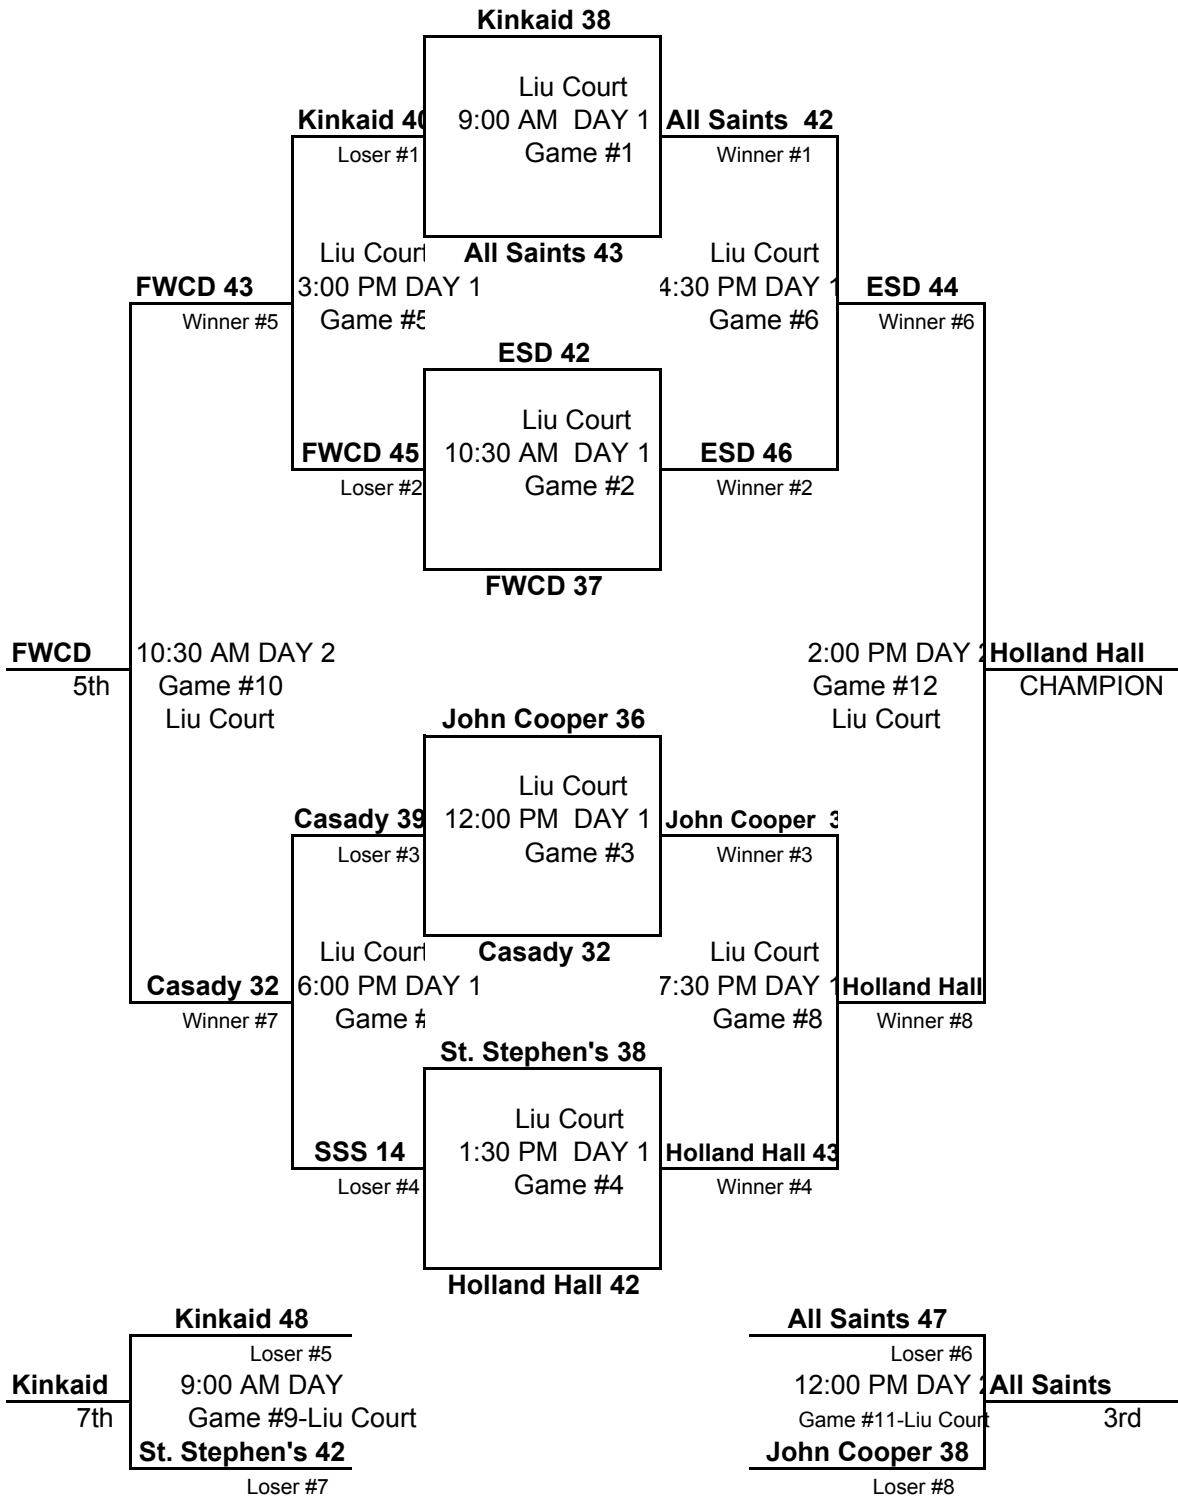 Kinkaid 38
Liu Court
Kinkaid 40 9:00 AM DAY 1 All Saints 42
Loser #1 Game #1 Winner #1
Liu Court All Saints 43 Liu Court
FWCD 43 3:00 PM DAY 1 4:30 PM DAY 1 ESD 44
Winner #5 Game #5 Game #6 Winner #6
ESD 42
Liu Court
FWCD 45 10:30 AM DAY 1 ESD 46
Loser #2 Game #2 Winner #2
FWCD 37
FWCD 10:30 AM DAY 2 2:00 PM DAY 2 Holland Hall
5th Game #10 Game #12 CHAMPION
Liu Court John Cooper 36 Liu Court
Liu Court
Casady 39 12:00 PM DAY 1 John Cooper 3
Loser #3 Game #3 Winner #3
Liu Court Casady 32 Liu Court
Casady 32 6:00 PM DAY 1 7:30 PM DAY 1 Holland Hall
Winner #7 Game # Game #8 Winner #8
St. Stephen's 38
Liu Court
SSS 14 1:30 PM DAY 1 Holland Hall 43
Loser #4 Game #4 Winner #4
Holland Hall 42
Kinkaid 48 All Saints 47
Loser #5 Loser #6
Kinkaid 9:00 AM DAY 12:00 PM DAY 2 All Saints
7th Game #9-Liu Court Game #11-Liu Court 3rd
St. Stephen's 42 John Cooper 38
Loser #7 Loser #8